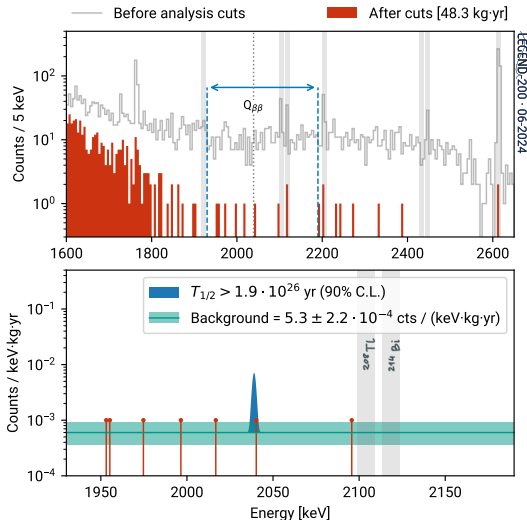 Before analysis cuts
After cuts [48.3 kg·yr]
LEGEND-200 · 06-2024
Counts / 5 keV
10²
10¹
10⁰
Qββ
1600
1800
2000
2200
2400
2600
T1/2 > 1.9 · 10²⁶ yr (90% C.L.)
Background = 5.3 ± 2.2 · 10⁻⁴ cts / (keV·kg·yr)
Counts / keV·kg·yr
10⁻¹
10⁻²
10⁻³
10⁻⁴
²⁰⁸Tl
²¹⁴Bi
1950
2000
2050
2100
2150
Energy [keV]